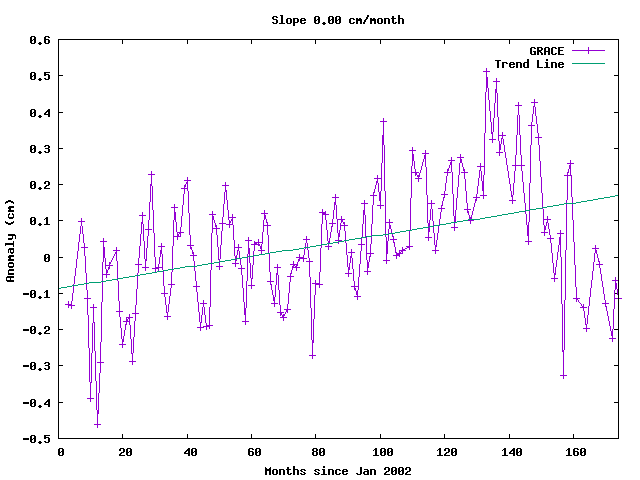 Slope 0.00 cm/month
GRACE
Trend Line
0.6
0.5
0.4
0.3
0.2
0.1
0
-0.1
-0.2
-0.3
-0.4
-0.5
Anomaly (cm)
0 20 40 60 80 100 120 140 160
Months since Jan 2002